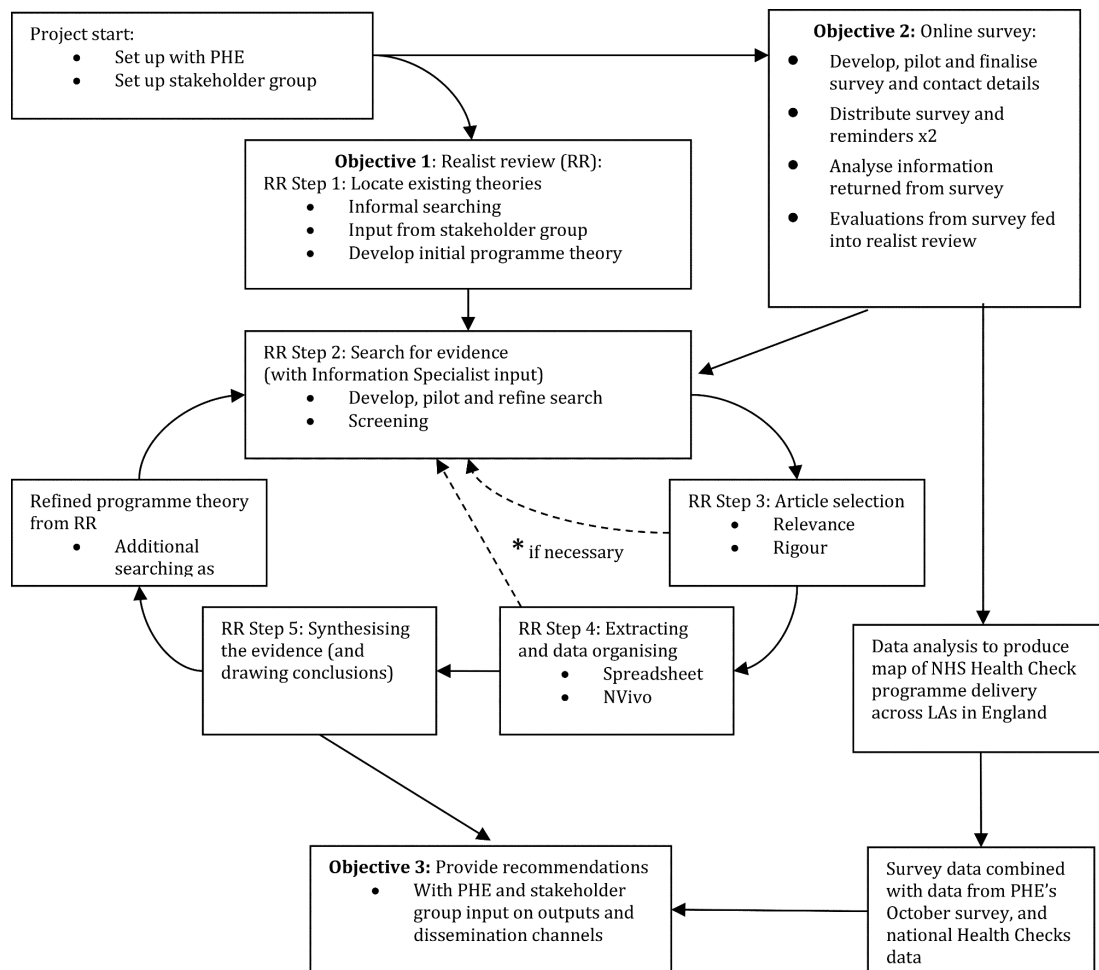 Project start:
● Set up with PHE
● Set up stakeholder group
Objective 2: Online survey:
● Develop, pilot and finalise
survey and contact details
● Distribute survey and
reminders x2
● Analyse information
returned from survey
● Evaluations from survey fed
into realist review
Objective 1: Realist review (RR):
RR Step 1: Locate existing theories
● Informal searching
● Input from stakeholder group
● Develop initial programme theory
RR Step 2: Search for evidence
(with Information Specialist input)
● Develop, pilot and refine search
● Screening
Refined programme theory
from RR
● Additional
searching as
* if necessary
RR Step 3: Article selection
● Relevance
● Rigour
RR Step 5: Synthesising
the evidence (and
drawing conclusions)
RR Step 4: Extracting
and data organising
● Spreadsheet
● NVivo
Data analysis to produce
map of NHS Health Check
programme delivery
across LAs in England
Objective 3: Provide recommendations
● With PHE and stakeholder
group input on outputs and
dissemination channels
Survey data combined
with data from PHE's
October survey, and
national Health Checks
data